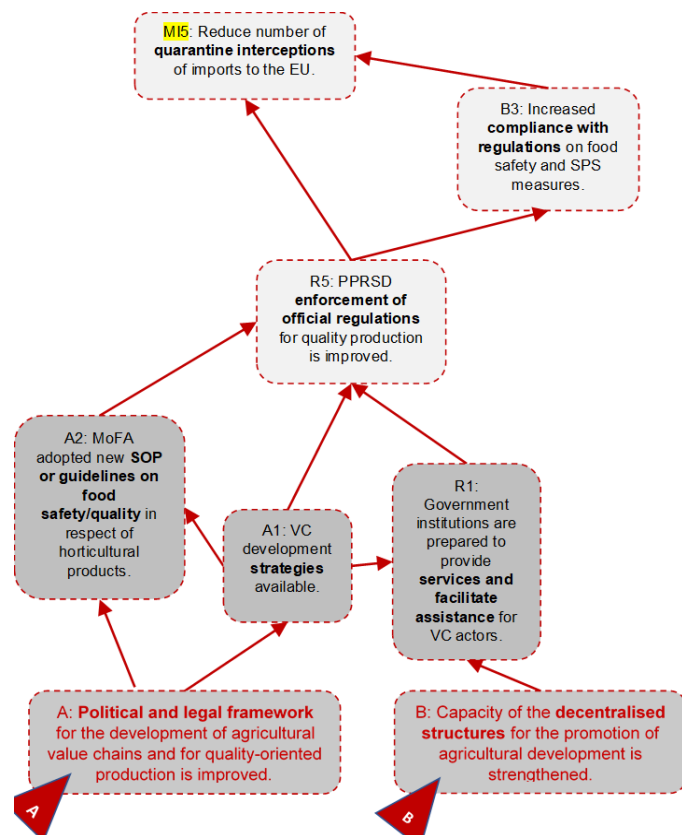 MI5: Reduce number of
quarantine interceptions
of imports to the EU.
B3: Increased
compliance with
regulations on food
safety and SPS
measures.
R5: PPRSD
enforcement of
official regulations
for quality production
is improved.
A2: MoFA
adopted new SOP
or guidelines on
food
safety/quality in
respect of
horticultural
products.
A1: VC
development
strategies
available.
R1:
Government
institutions are
prepared to
provide
services and
facilitate
assistance for
VC actors.
A: Political and legal framework
for the development of agricultural
value chains and for quality-oriented
production is improved.
B: Capacity of the decentralised
structures for the promotion of
agricultural development is
strengthened.
A
B